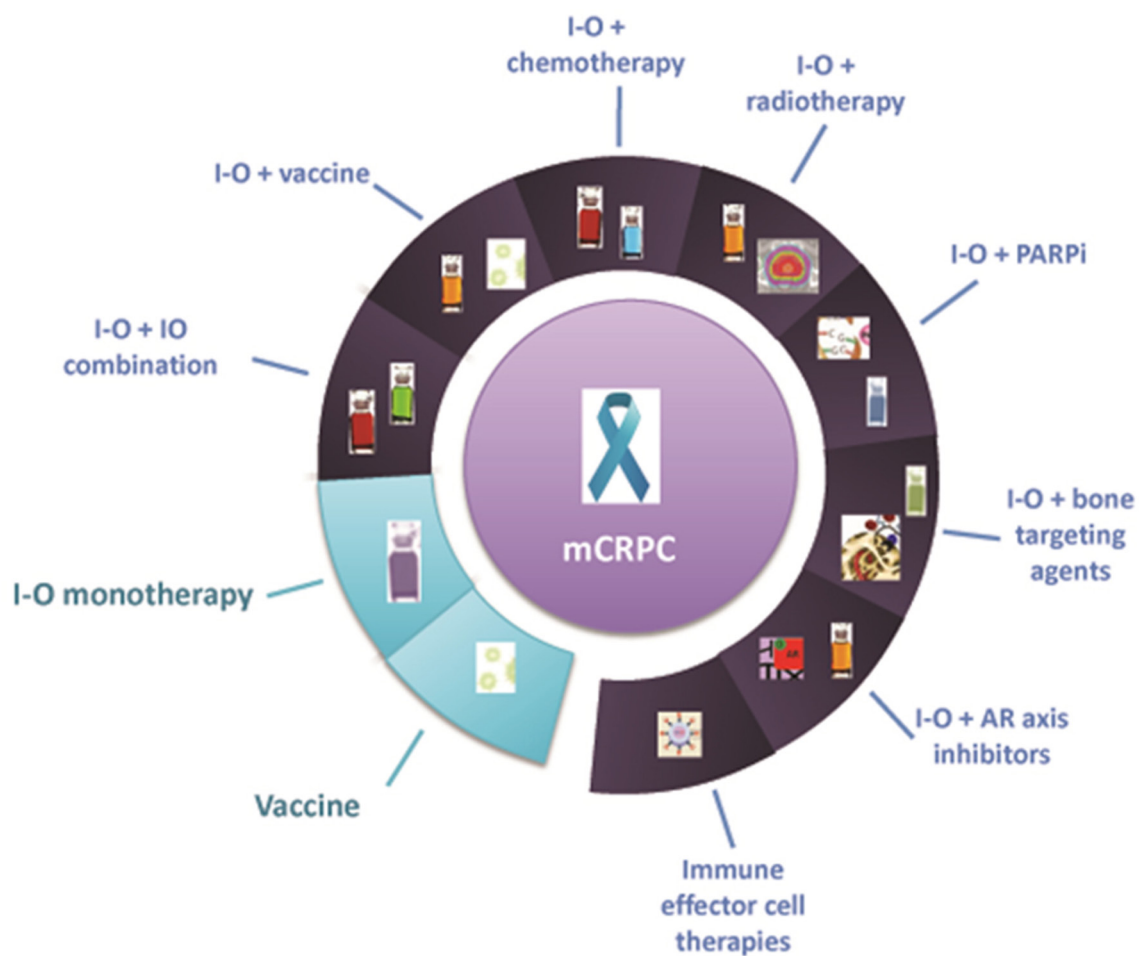 I-O +
chemotherapy
I-O +
radiotherapy
I-O + vaccine
I-O + PARPi
I-O + IO
combination
I-O + bone
targeting
agents
mCRPC
I-O monotherapy
AR
I-O + AR axis
inhibitors
Vaccine
Immune
effector cell
therapies